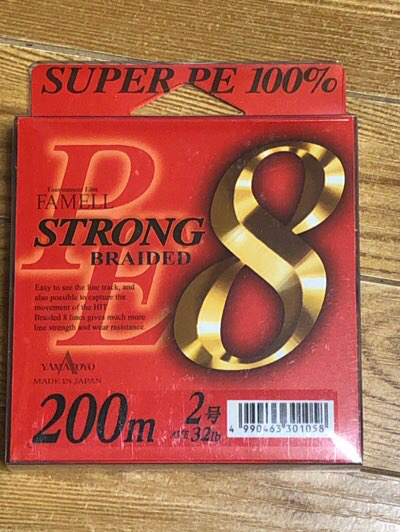 SUPER PE 100%
PE
8
Tournament Line
FAMELL
STRONG
BRAIDED
Easy to see the line track, and
also possible to capture the
movement of the HIT
Braided 8 lines gives much more
line strength and wear resistance.
YAMATOYO
MADE IN JAPAN
200m
2号
32lb
4 990463 301058